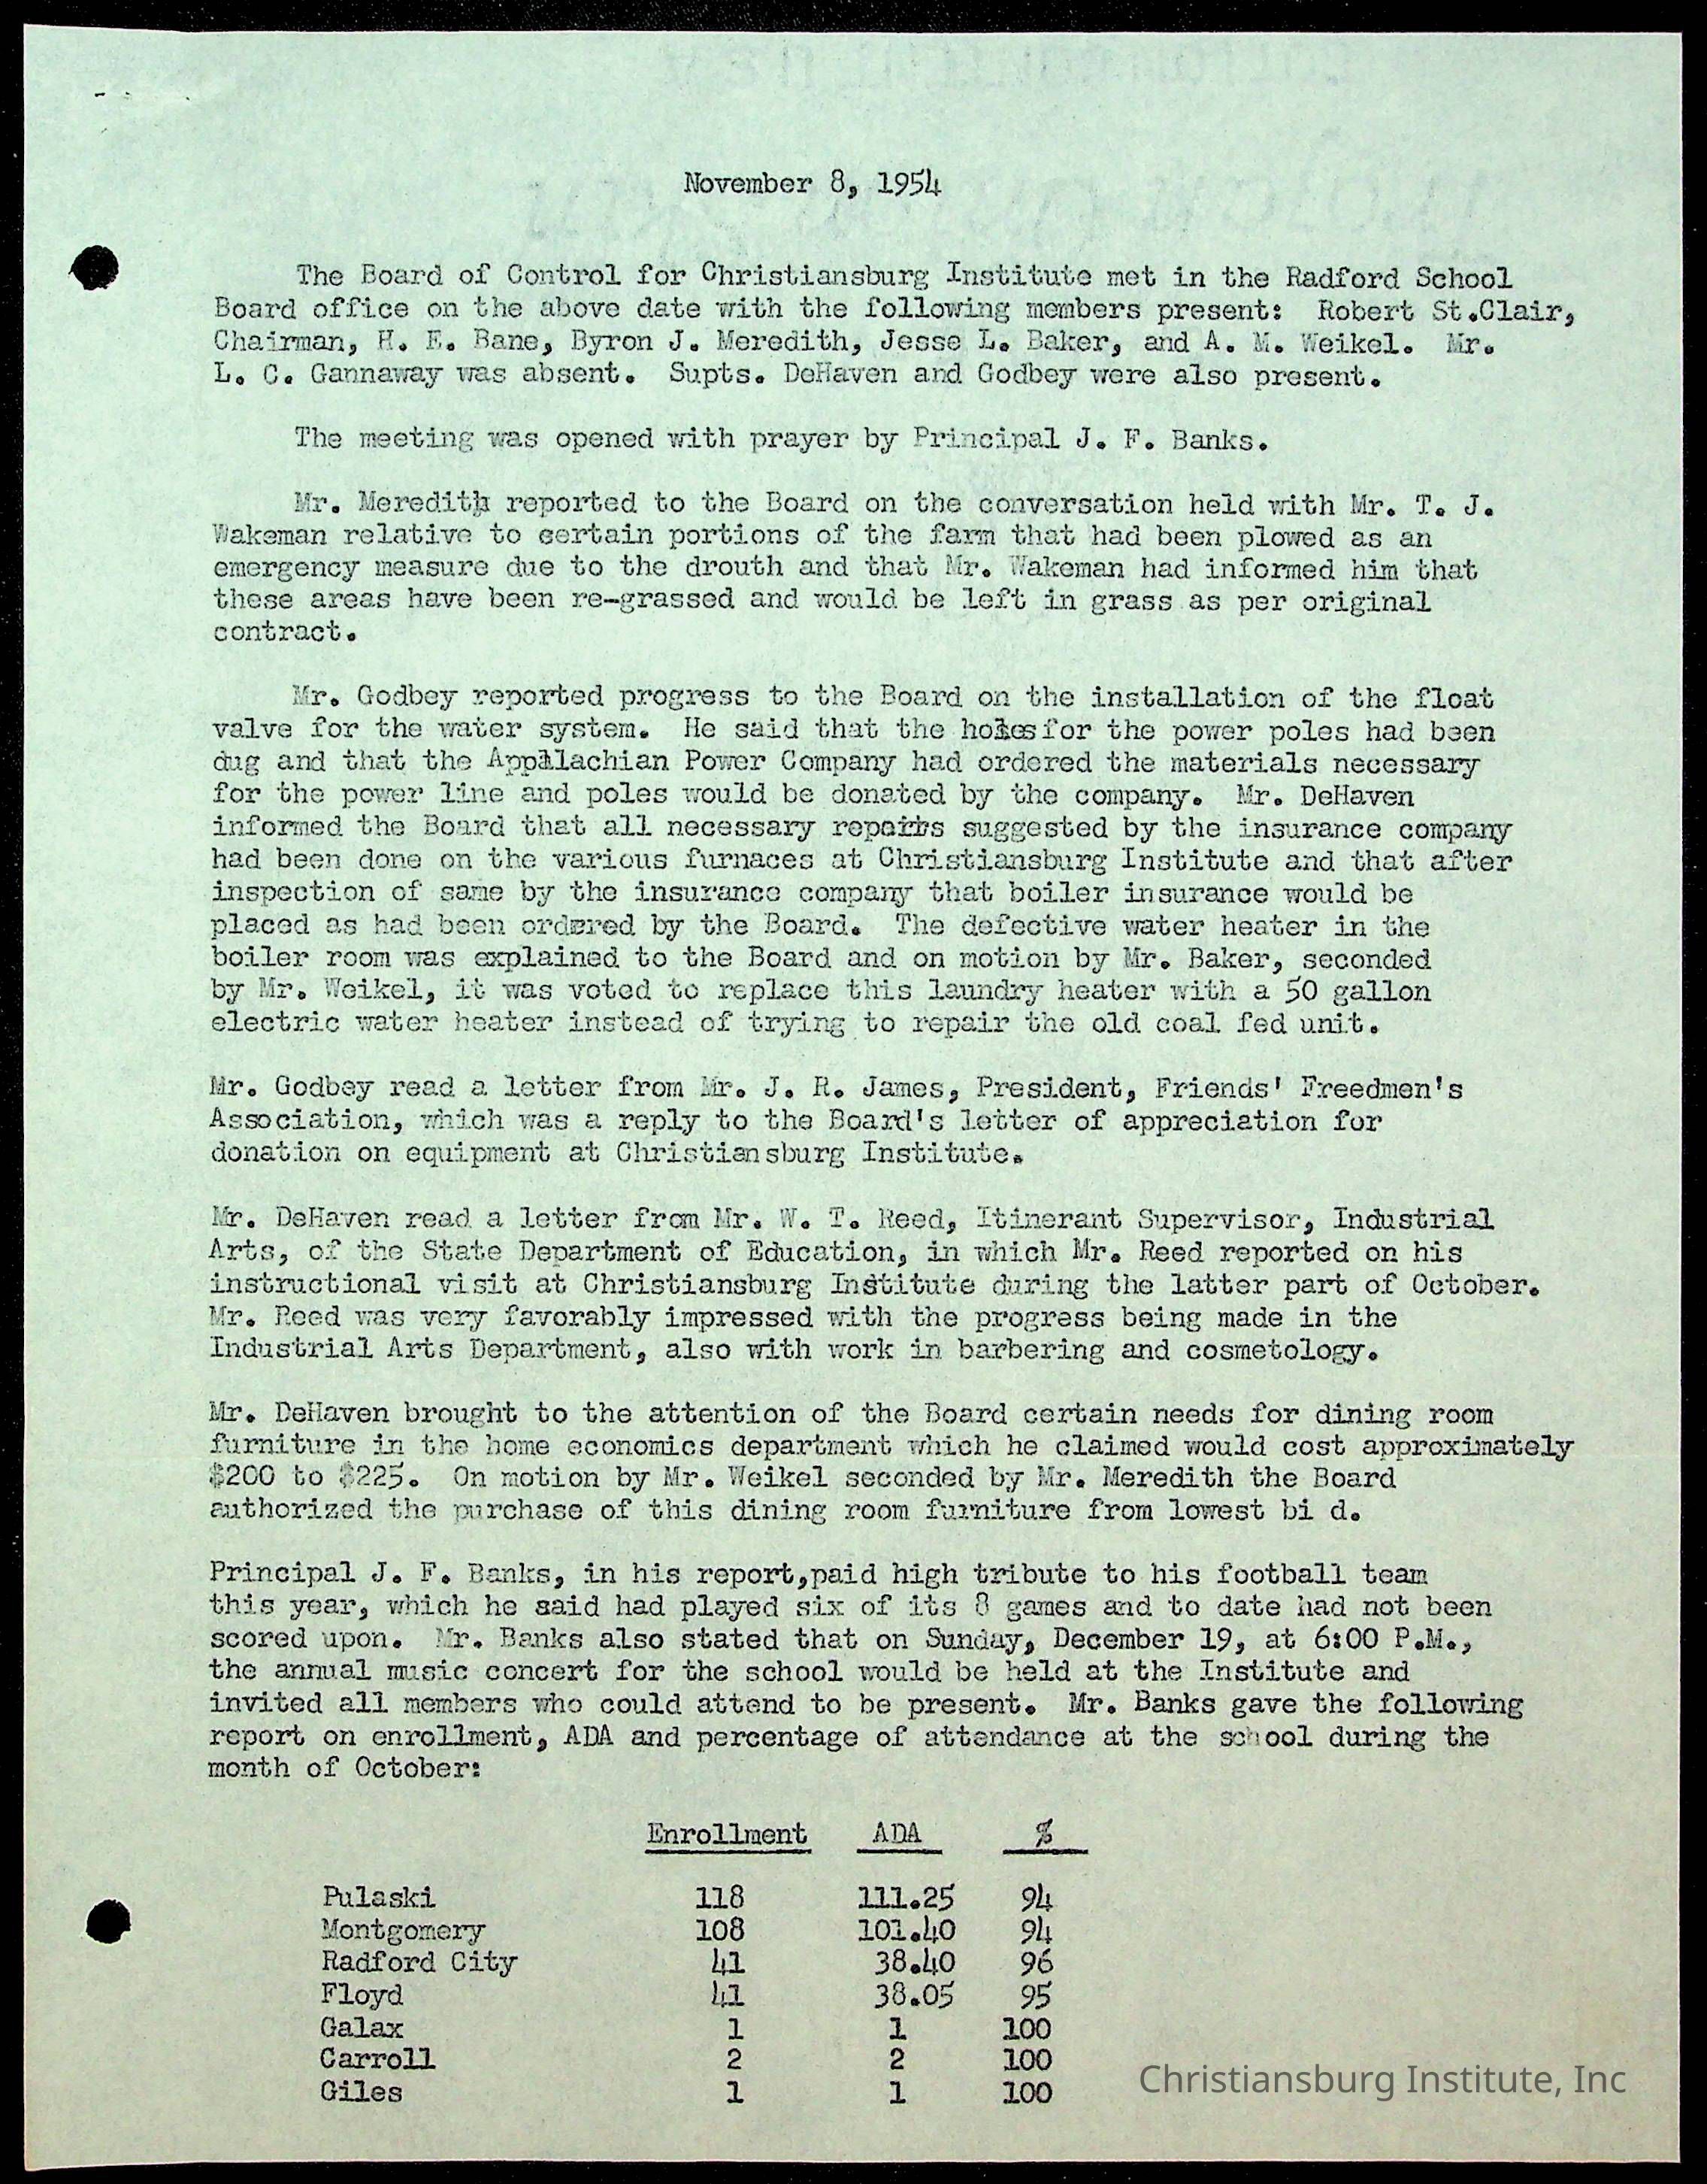 November 8, 1954
The Board of Control for Christiansburg Institute met in the Radford School
Board office on the above date with the following members present: Robert St.Clair,
Chairman, H. E. Bane, Byron J. Meredith, Jesse L. Baker, and A. M. Weikel. Mr.
L. C. Gannaway was absent. Supts. DeHaven and Godbey were also present.
The meeting was opened with prayer by Principal J. F. Banks.
Mr. Meredith reported to the Board on the conversation held with Mr. T. J.
Wakeman relative to certain portions of the farm that had been plowed as an
emergency measure due to the drouth and that Mr. Wakeman had informed him that
these areas have been re-grassed and would be left in grass as per original
contract.
Mr. Godbey reported progress to the Board on the installation of the float
valve for the water system. He said that the holes for the power poles had been
dug and that the Appalachian Power Company had ordered the materials necessary
for the power line and poles would be donated by the company. Mr. DeHaven
informed the Board that all necessary repairs suggested by the insurance company
had been done on the various furnaces at Christiansburg Institute and that after
inspection of same by the insurance company that boiler insurance would be
placed as had been ordered by the Board. The defective water heater in the
boiler room was explained to the Board and on motion by Mr. Baker, seconded
by Mr. Weikel, it was voted to replace this laundry heater with a 50 gallon
electric water heater instead of trying to repair the old coal fed unit.
Mr. Godbey read a letter from Mr. J. R. James, President, Friends' Freedmen's
Association, which was a reply to the Board's letter of appreciation for
donation on equipment at Christiansburg Institute.
Mr. DeHaven read a letter from Mr. W. T. Reed, Itinerant Supervisor, Industrial
Arts, of the State Department of Education, in which Mr. Reed reported on his
instructional visit at Christiansburg Institute during the latter part of October.
Mr. Reed was very favorably impressed with the progress being made in the
Industrial Arts Department, also with work in barbering and cosmetology.
Mr. DeHaven brought to the attention of the Board certain needs for dining room
furniture in the home economics department which he claimed would cost approximately
$200 to $225. On motion by Mr. Weikel seconded by Mr. Meredith the Board
authorized the purchase of this dining room furniture from lowest bi d.
Principal J. F. Banks, in his report,paid high tribute to his football team
this year, which he said had played six of its 8 games and to date had not been
scored upon. Mr. Banks also stated that on Sunday, December 19, at 6:00 P.M.,
the annual music concert for the school would be held at the Institute and
invited all members who could attend to be present. Mr. Banks gave the following
report on enrollment, ADA and percentage of attendance at the school during the
month of October:
Enrollment ADA %
Pulaski 118 111.25 94
Montgomery 108 101.40 94
Radford City 41 38.40 96
Floyd 41 38.05 95
Galax 1 1 100
Carroll 2 2 100
Giles 1 1 100
Christiansburg Institute, Inc